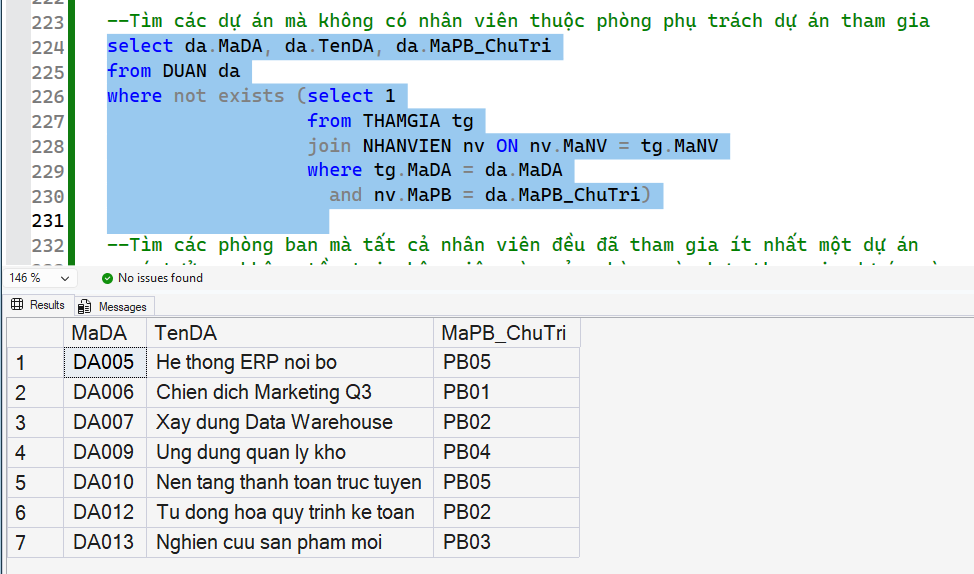 222
223 --Tìm các dự án mà không có nhân viên thuộc phòng phụ trách dự án tham gia
224 select da.MaDA, da.TenDA, da.MaPB_ChuTri
225 from DUAN da
226 where not exists (select 1
227 from THAMGIA tg
228 join NHANVIEN nv ON nv.MaNV = tg.MaNV
229 where tg.MaDA = da.MaDA
230 and nv.MaPB = da.MaPB_ChuTri)
231
232 --Tìm các phòng ban mà tất cả nhân viên đều đã tham gia ít nhất một dự án
146 % No issues found
Results Messages
MaDA TenDA MaPB_ChuTri
1 DA005 He thong ERP noi bo PB05
2 DA006 Chien dich Marketing Q3 PB01
3 DA007 Xay dung Data Warehouse PB02
4 DA009 Ung dung quan ly kho PB04
5 DA010 Nen tang thanh toan truc tuyen PB05
6 DA012 Tu dong hoa quy trinh ke toan PB02
7 DA013 Nghien cuu san pham moi PB03